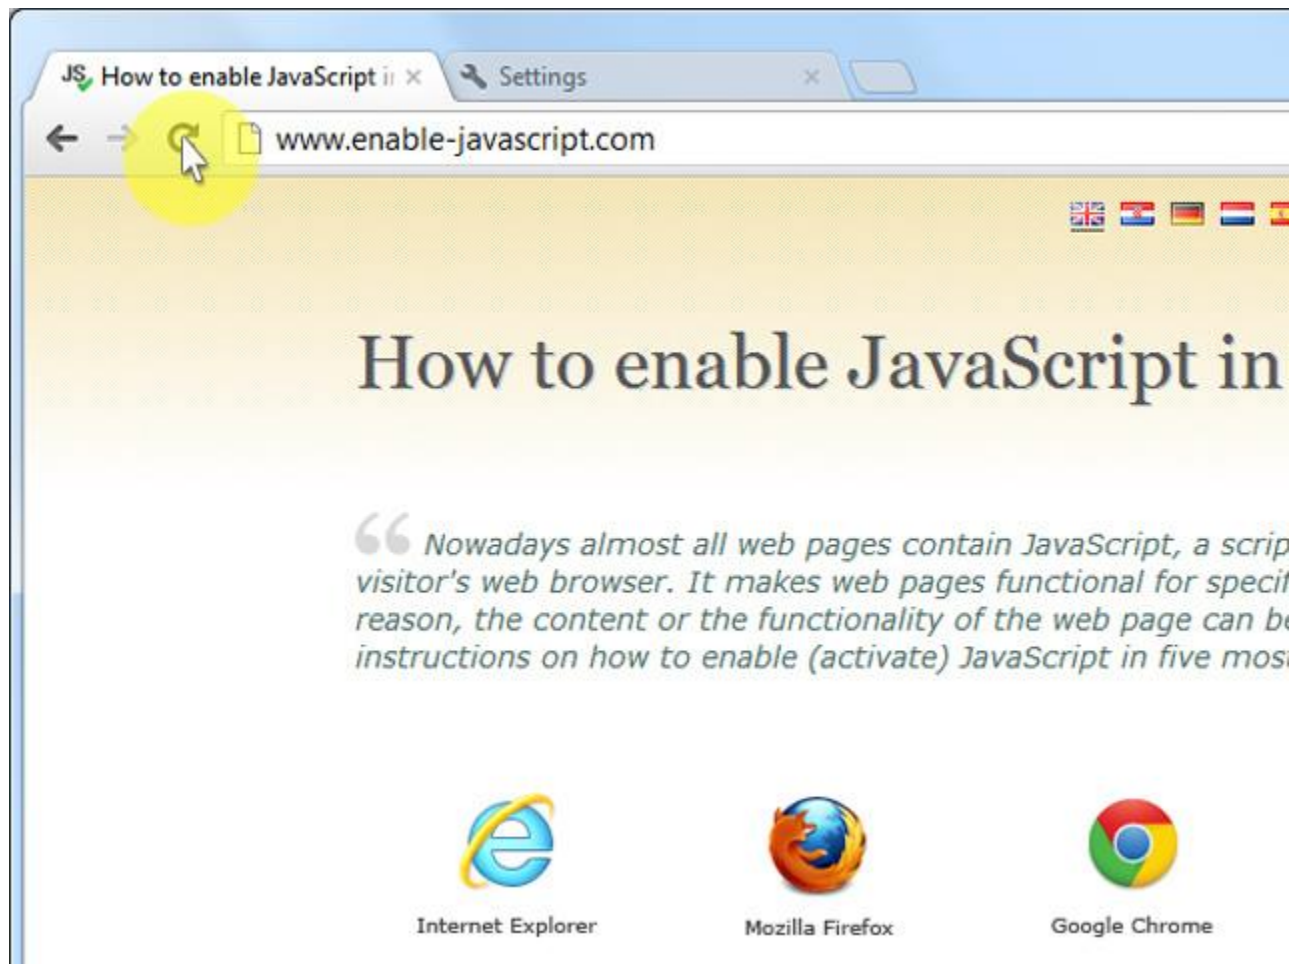 JS How to enable JavaScript in
Settings
www.enable-javascript.com
How to enable JavaScript in
Nowadays almost all web pages contain JavaScript, a scrip
visitor's web browser. It makes web pages functional for specif
reason, the content or the functionality of the web page can be
instructions on how to enable (activate) JavaScript in five most
Internet Explorer
Mozilla Firefox
Google Chrome